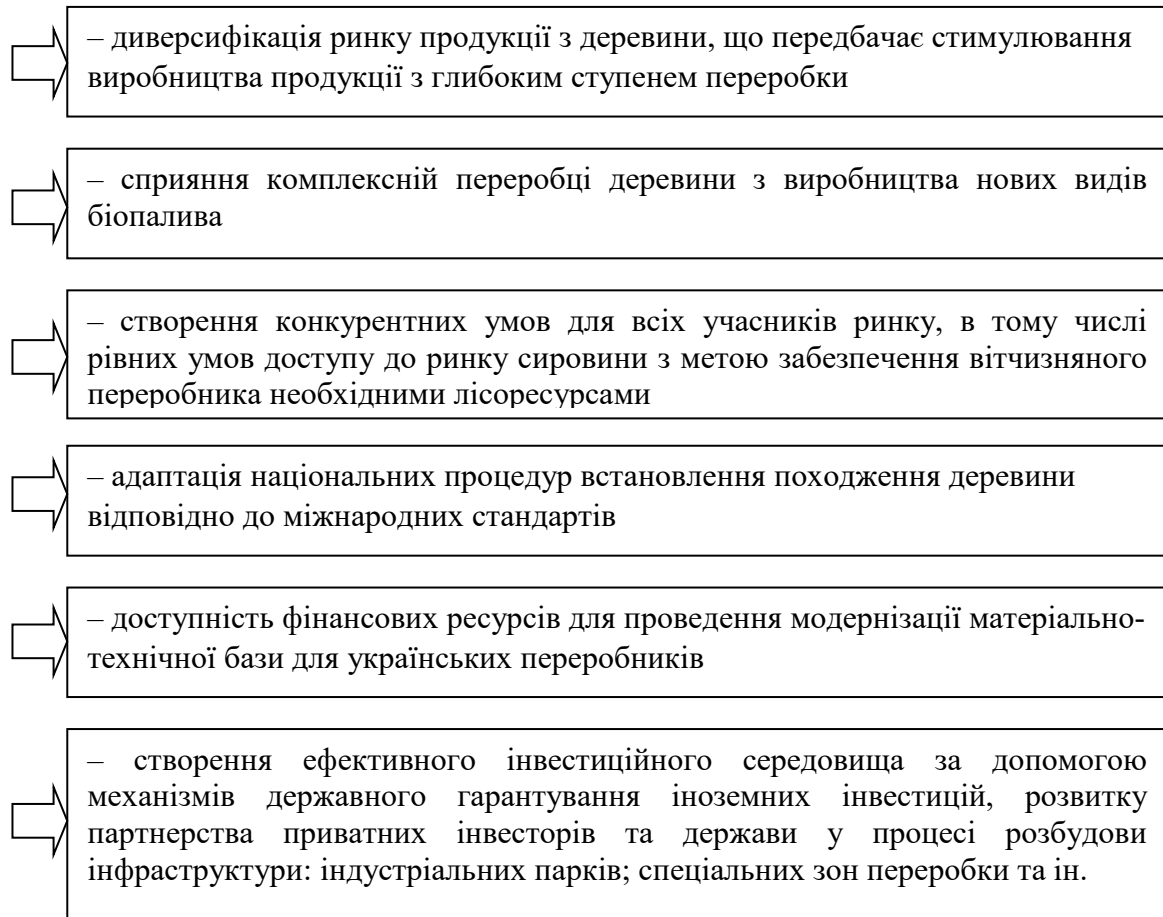 – диверсифікація ринку продукції з деревини, що передбачає стимулювання
виробництва продукції з глибоким ступенем переробки
– сприяння комплексній переробці деревини з виробництва нових видів
біопалива
– створення конкурентних умов для всіх учасників ринку, в тому числі
рівних умов доступу до ринку сировини з метою забезпечення вітчизняного
переробника необхідними лісоресурсами
– адаптація національних процедур встановлення походження деревини
відповідно до міжнародних стандартів
– доступність фінансових ресурсів для проведення модернізації матеріально-
технічної бази для українських переробників
– створення ефективного інвестиційного середовища за допомогою
механізмів державного гарантування іноземних інвестицій, розвитку
партнерства приватних інвесторів та держави у процесі розбудови
інфраструктури: індустріальних парків; спеціальних зон переробки та ін.